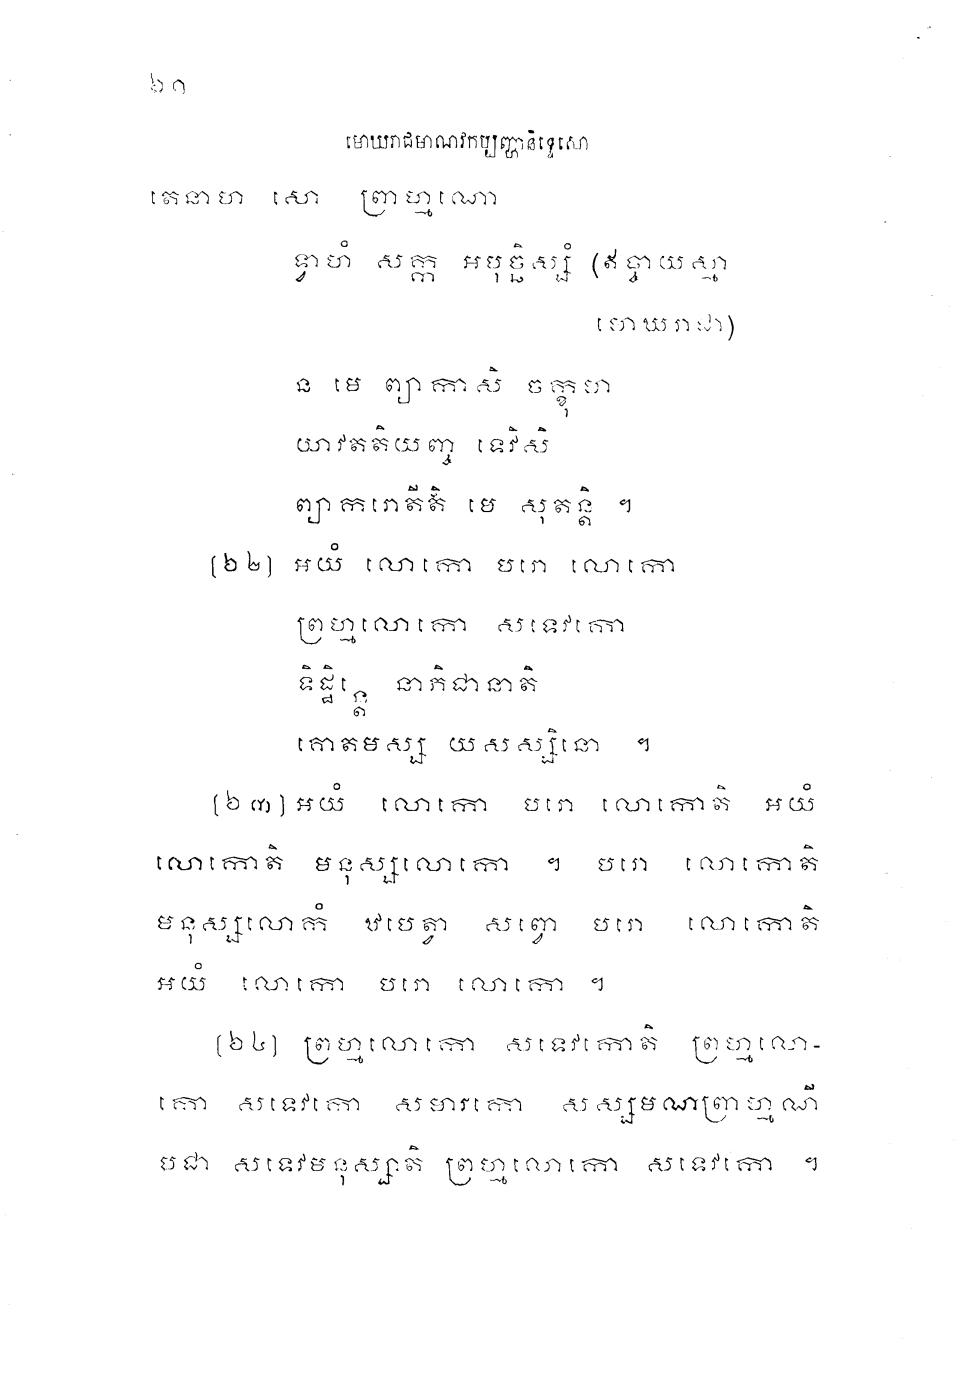 ៦១
មោឃរាជមាណវកប្បញ្ហានិទ្ទេសោ
តេនាហ សោ ព្រាហ្មណោ
ទ្វាហំ សក្ក អបុច្ឆិស្សំ (ឥច្ចាយស្មា
មោឃរាជា)
ន មេ ព្យាកាសិ ចក្ខុមា
យាវតតិយញ្ច ទេវិសិ
ព្យាករោតីតិ មេ សុតន្តិ ។
[៦២] អយំ លោកោ បរោ លោកោ
ព្រហ្មលោកោ សទេវកោ
ទិដ្ឋិន្តេ នាភិជានាតិ
គោតមស្ស យសស្សិនោ ។
[៦៣] អយំ លោកោ បរោ លោកោតិ អយំ
លោកោតិ មនុស្សលោកោ ។ បរោ លោកោតិ
មនុស្សលោកំ ឋបេត្វា សព្វោ បរោ លោកោតិ
អយំ លោកោ បរោ លោកោ ។
[៦៤] ព្រហ្មលោកោ សទេវកោតិ ព្រហ្មលោ-
កោ សទេវកោ សមារកោ សស្សមណព្រាហ្មណី
បជា សទេវមនុស្សាតិ ព្រហ្មលោកោ សទេវកោ ។